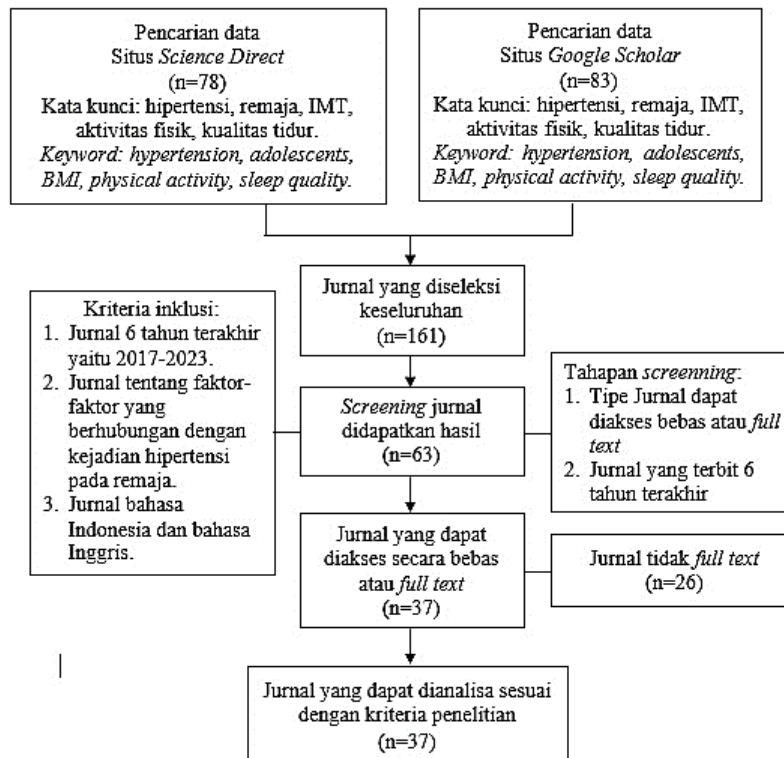 Pencarian data
Situs Science Direct
(n=78)
Kata kunci: hipertensi, remaja, IMT,
aktivitas fisik, kualitas tidur.
Keyword: hypertension, adolescents,
BMI, physical activity, sleep quality.
Pencarian data
Situs Google Scholar
(n=83)
Kata kunci: hipertensi, remaja, IMT,
aktivitas fisik, kualitas tidur.
Keyword: hypertension, adolescents,
BMI, physical activity, sleep quality.
Jurnal yang diseleksi
keseluruhan
(n=161)
Kriteria inklusi:
1. Jurnal 6 tahun terakhir
yaitu 2017-2023.
2. Jurnal tentang faktor-
faktor yang
berhubungan dengan
kejadian hipertensi
pada remaja.
3. Jurnal bahasa
Indonesia dan bahasa
Inggris.
Screening jurnal
didapatkan hasil
(n=63)
Tahapan screenning:
1. Tipe Jurnal dapat
diakses bebas atau full
text
2. Jurnal yang terbit 6
tahun terakhir
Jurnal yang dapat
diakses secara bebas
atau full text
(n=37)
Jurnal tidak full text
(n=26)
Jurnal yang dapat dianalisa sesuai
dengan kriteria penelitian
(n=37)